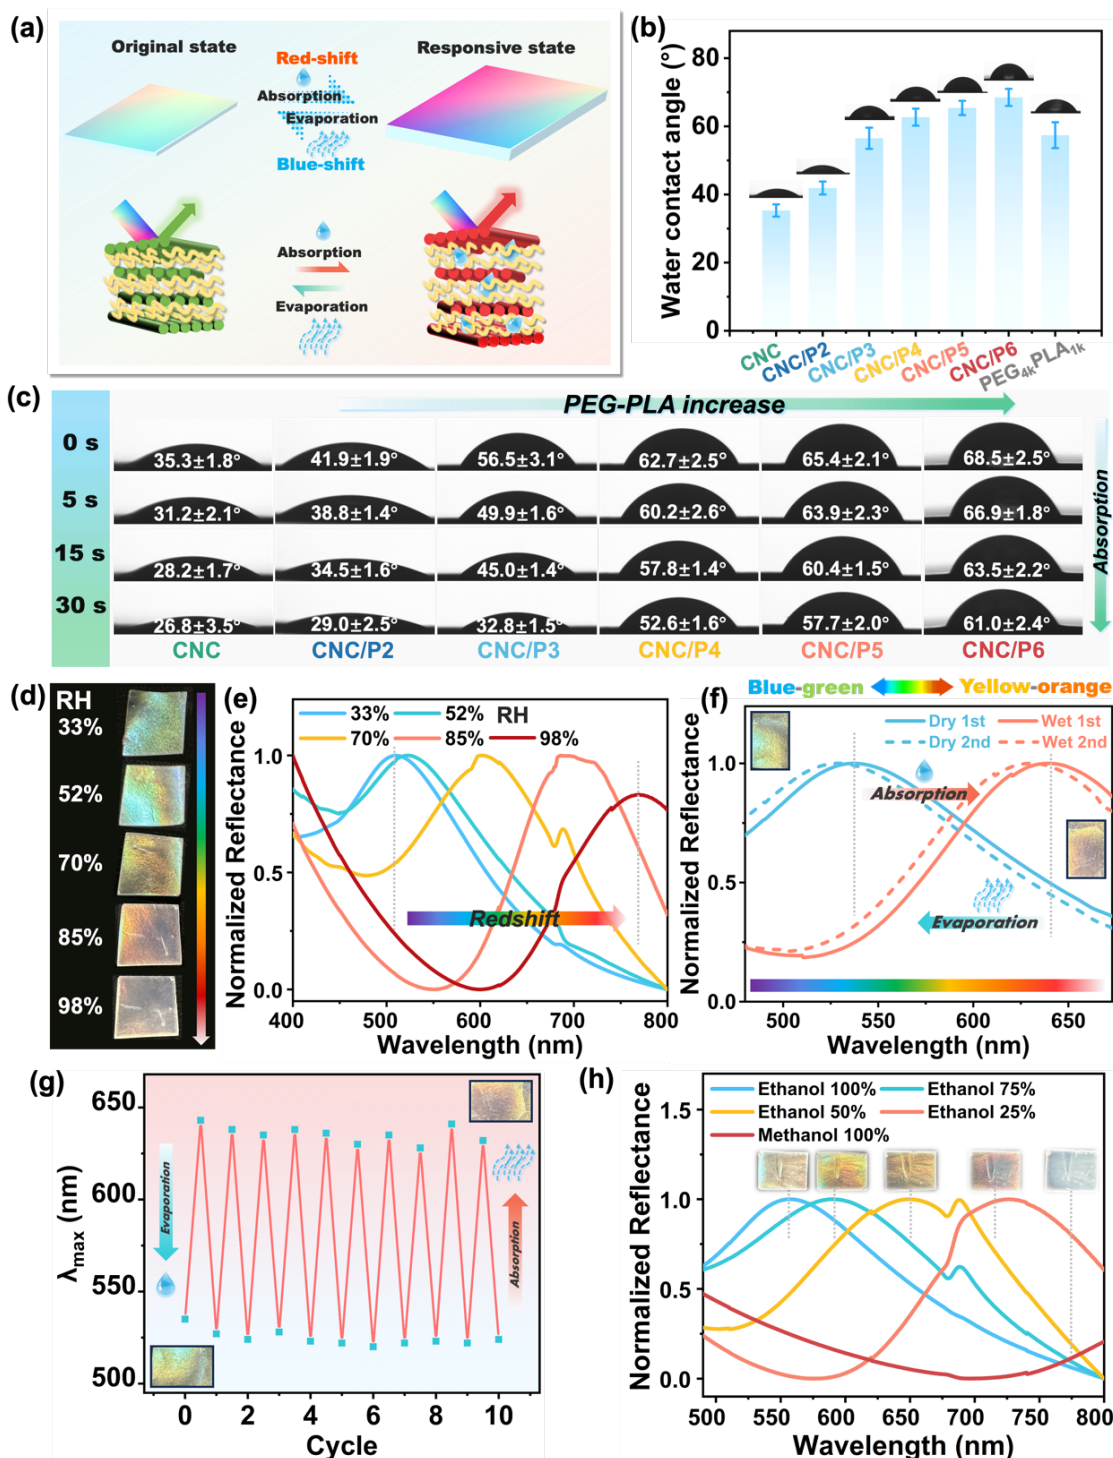 (a)
Original state
Responsive state
Red-shift
Absorption
Evaporation
Blue-shift
Absorption
Evaporation
(b)
Water contact angle (°)
80
60
40
20
0
CNC
CNC/P2
CNC/P3
CNC/P4
CNC/P5
CNC/P6
PEG4kPLA1k
(c)
PEG-PLA increase
0 s
35.3±1.8°
41.9±1.9°
56.5±3.1°
62.7±2.5°
65.4±2.1°
68.5±2.5°
5 s
31.2±2.1°
38.8±1.4°
49.9±1.6°
60.2±2.6°
63.9±2.3°
66.9±1.8°
15 s
28.2±1.7°
34.5±1.6°
45.0±1.4°
57.8±1.4°
60.4±1.5°
63.5±2.2°
30 s
26.8±3.5°
29.0±2.5°
32.8±1.5°
52.6±1.6°
57.7±2.0°
61.0±2.4°
CNC
CNC/P2
CNC/P3
CNC/P4
CNC/P5
CNC/P6
Absorption
(d)
RH
33%
52%
70%
85%
98%
(e)
33%
52%
RH
70%
85%
98%
Normalized Reflectance
1.0
0.5
0.0
Redshift
400
500
600
700
800
Wavelength (nm)
(f)
Blue-green
Yellow-orange
Dry 1st
Wet 1st
Dry 2nd
Wet 2nd
Absorption
Evaporation
Normalized Reflectance
1.0
0.5
0.0
500
550
600
650
Wavelength (nm)
(g)
λmax (nm)
650
600
550
500
Evaporation
Absorption
0
2
4
6
8
10
Cycle
(h)
Ethanol 100%
Ethanol 75%
Ethanol 50%
Ethanol 25%
Methanol 100%
Normalized Reflectance
1.5
1.0
0.5
0.0
500
550
600
650
700
750
800
Wavelength (nm)